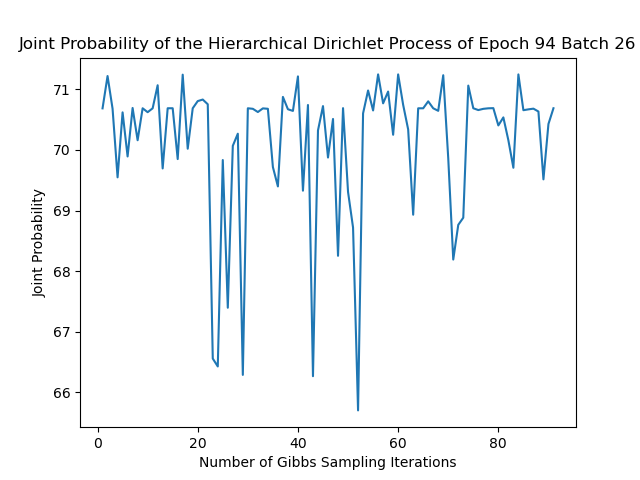 Joint Probability of the Hierarchical Dirichlet Process of Epoch 94 Batch 26
71
70
69
68
67
66
Joint Probability
0 20 40 60 80
Number of Gibbs Sampling Iterations